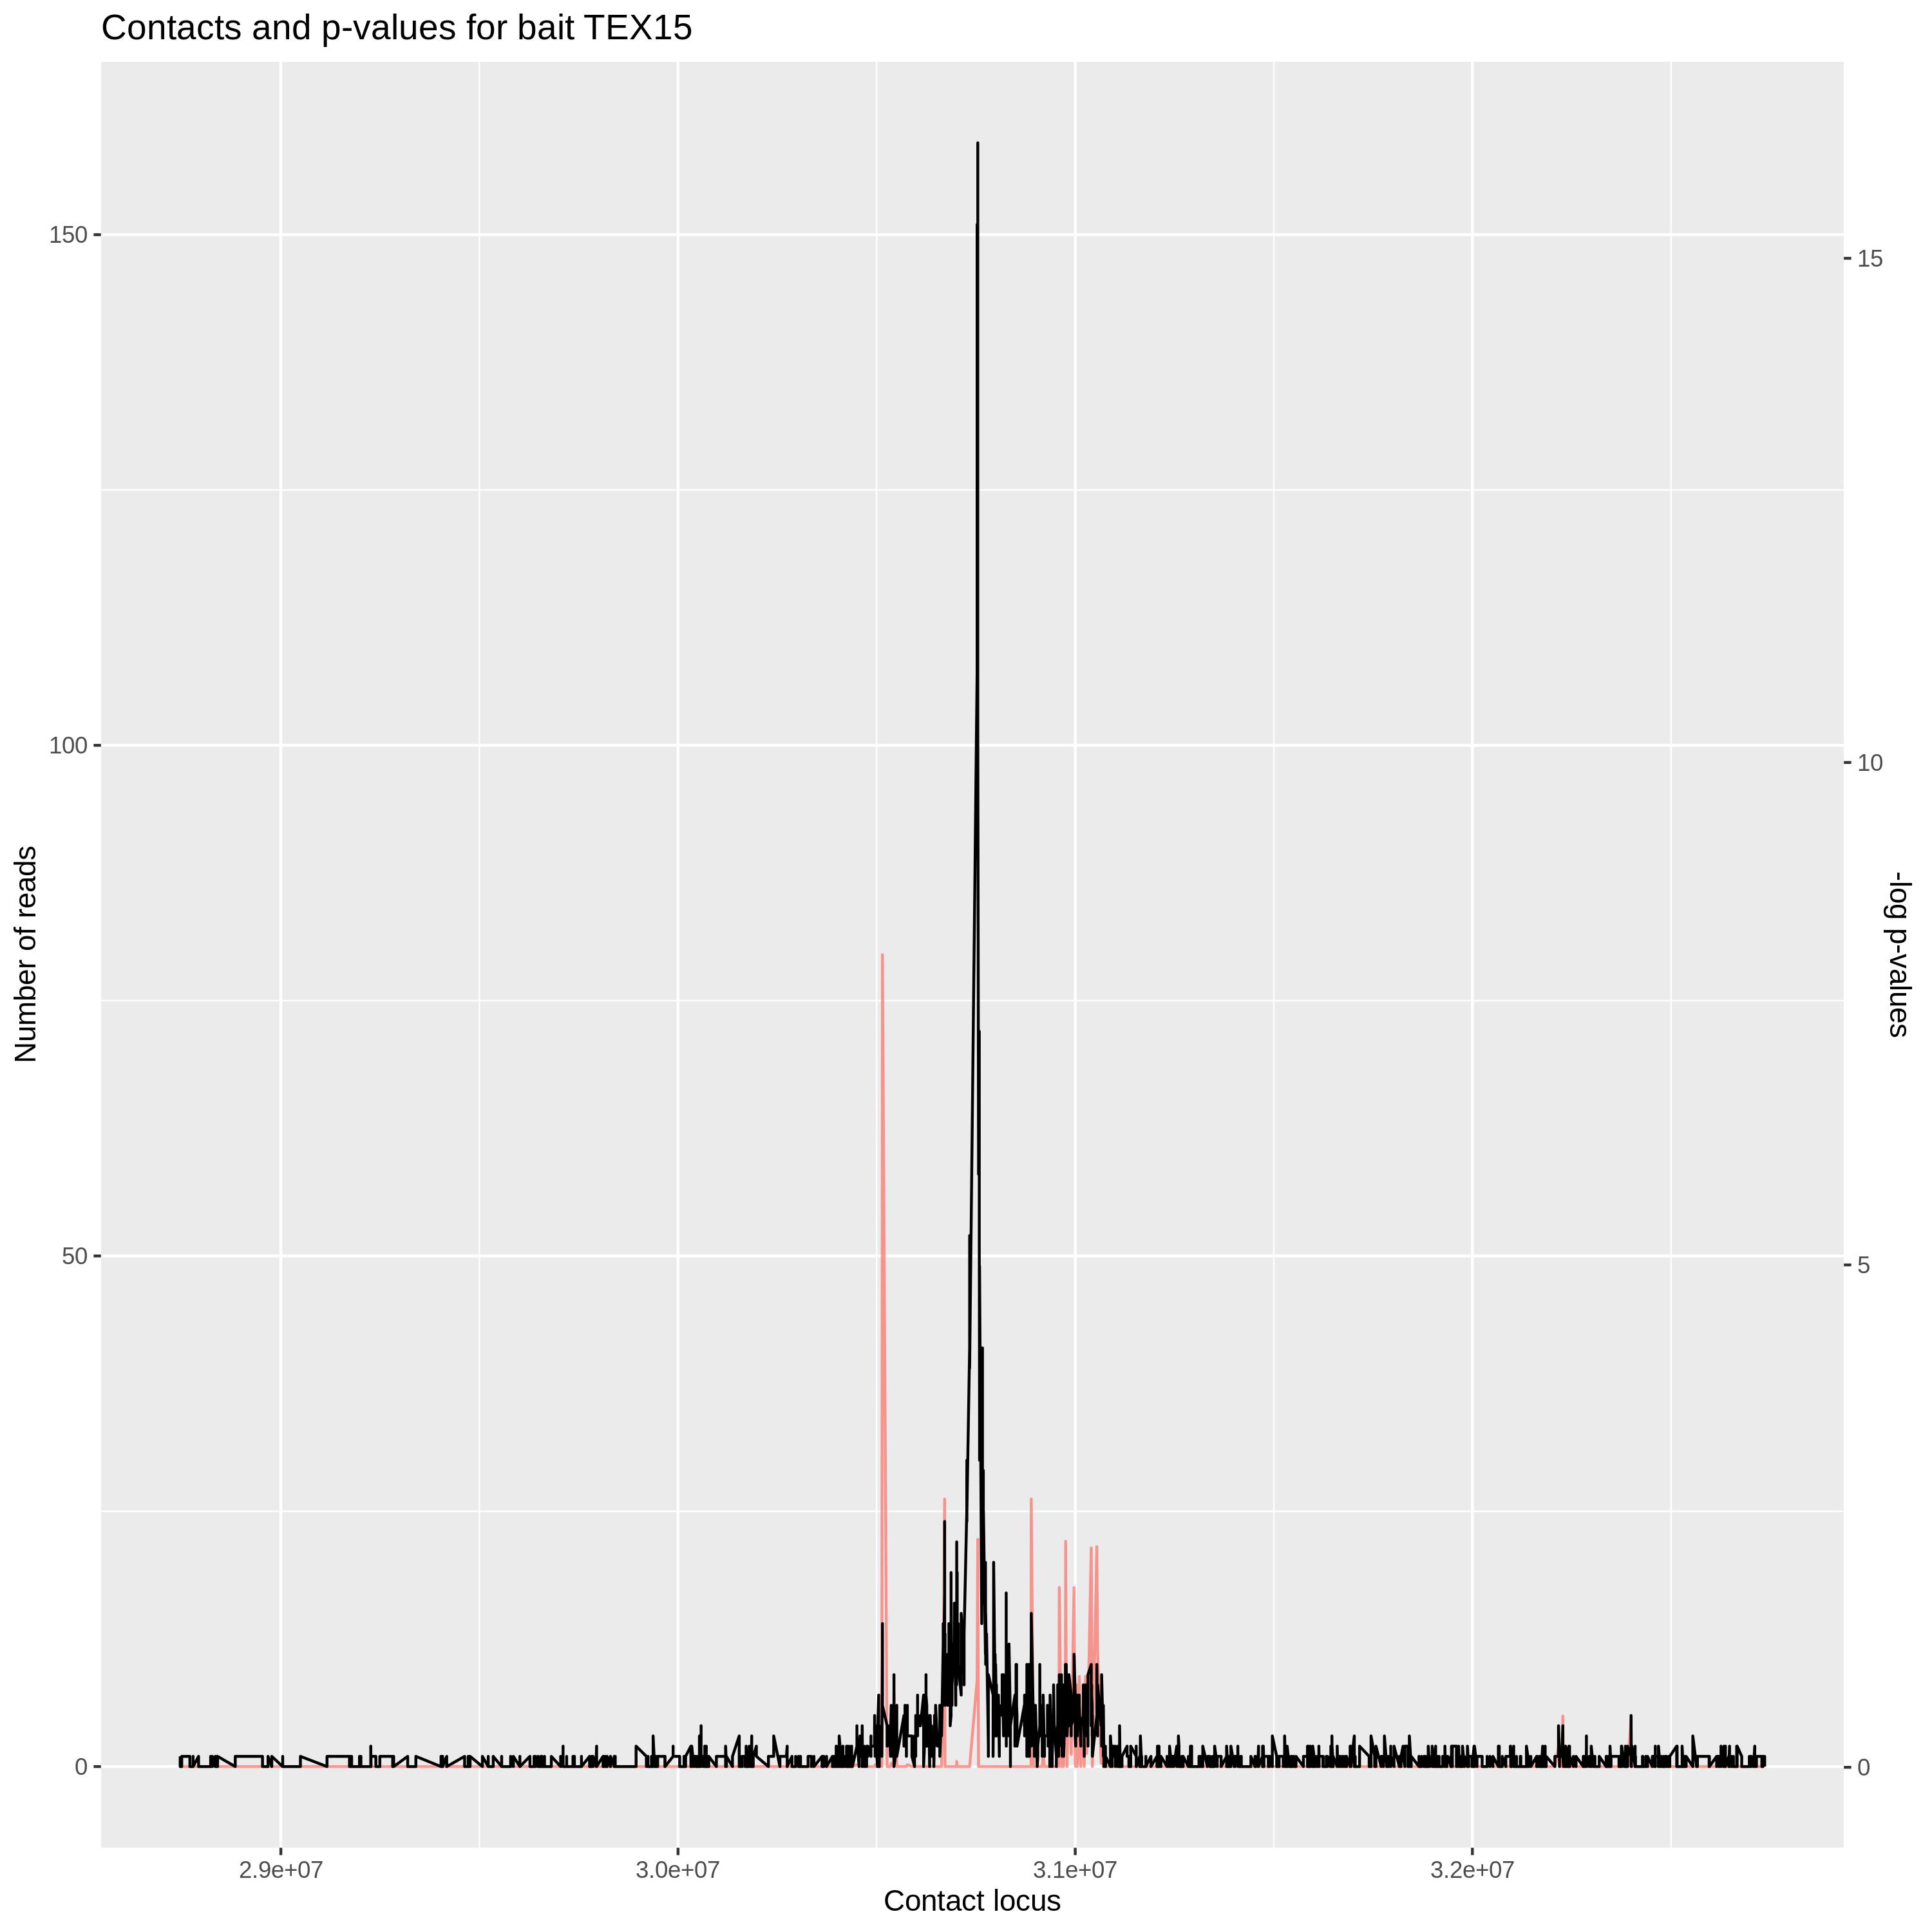 Contacts and p-values for bait TEX15
150
100
50
0
15
10
5
0
Number of reads
-log p-values
2.9e+07
3.0e+07
3.1e+07
3.2e+07
Contact locus